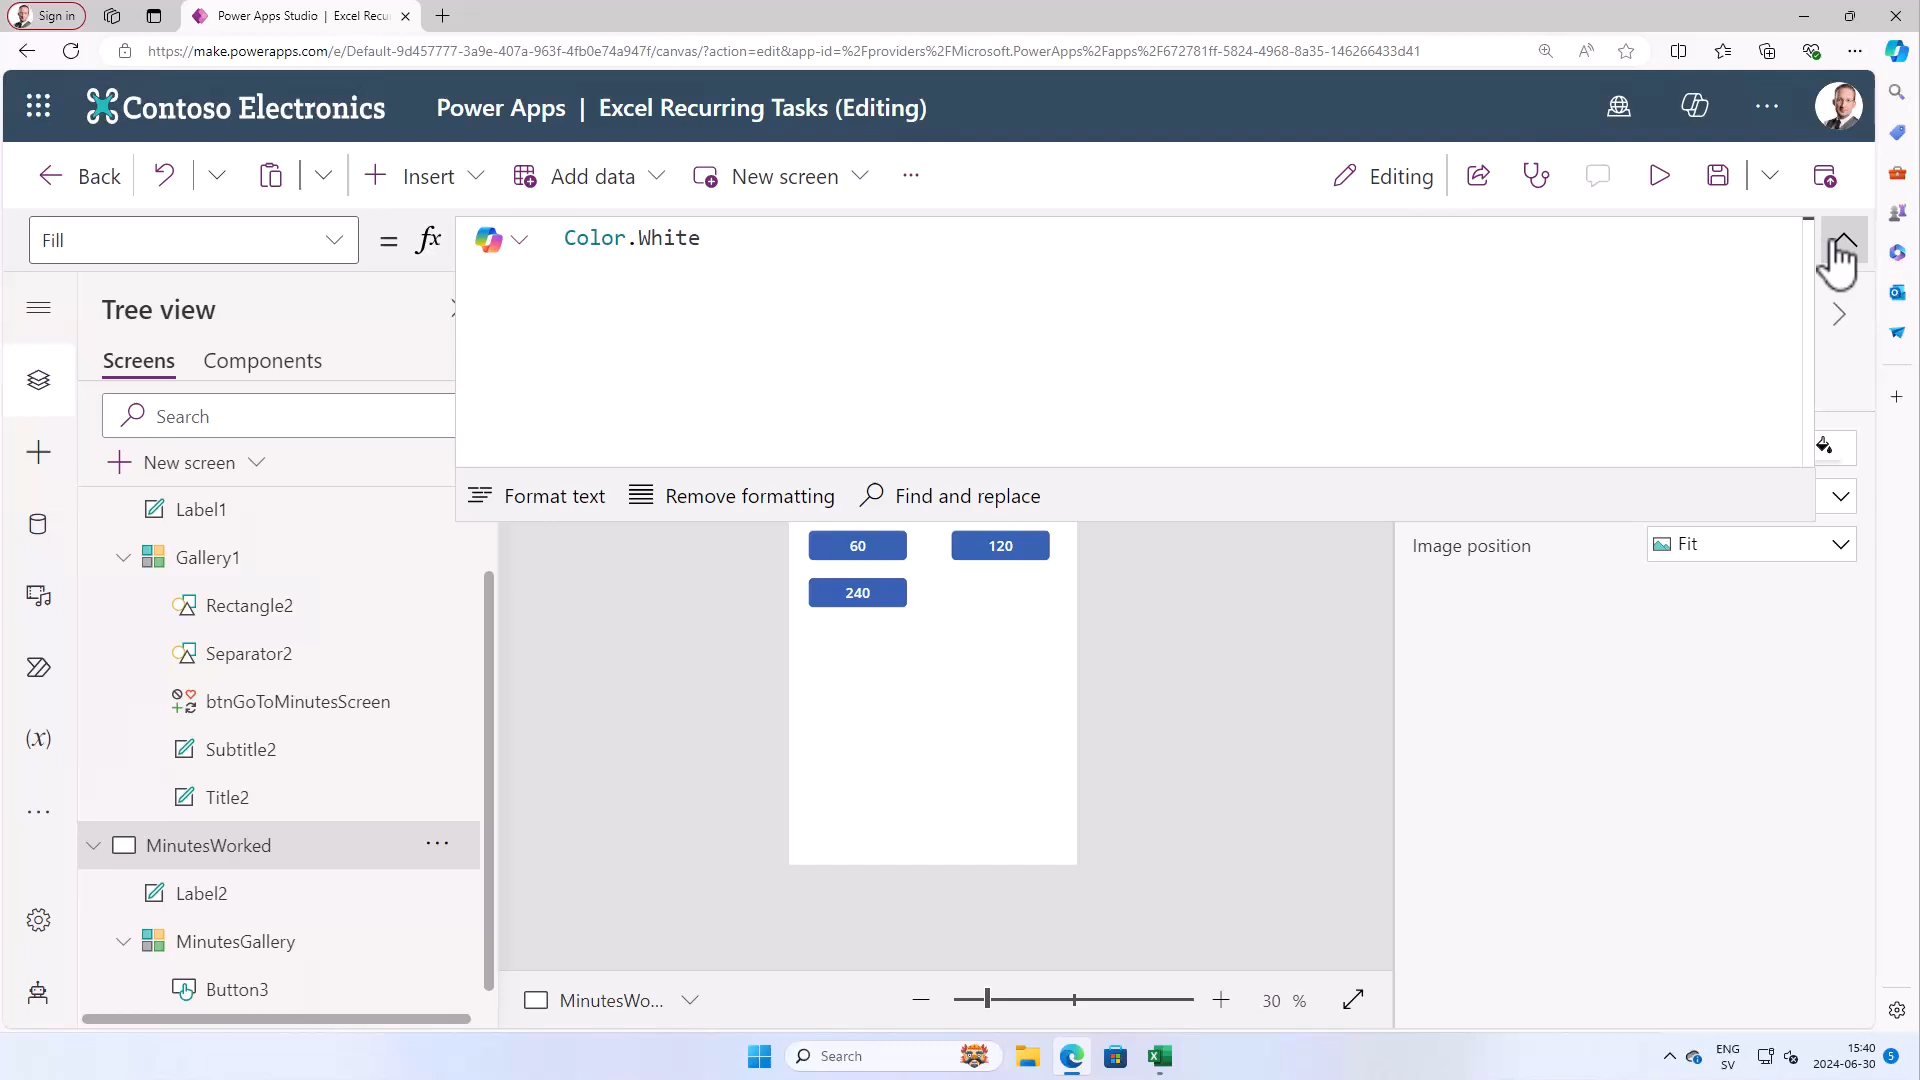 Sign in
Power Apps Studio | Excel Recu
https://make.powerapps.com/e/Default-9d457777-3a9e-407a-963f-4fb0e74a947f/canvas/?action=edit&app-id=%2Fproviders%2FMicrosoft.PowerApps%2Fapps%2F672781ff-5824-4968-8a35-146266433d41
Contoso Electronics
Power Apps | Excel Recurring Tasks (Editing)
Back
Insert
Add data
New screen
Editing
Fill
=
fx
Color.White
Tree view
Screens
Components
Search
New screen
Format text
Remove formatting
Find and replace
Label1
Gallery1
Rectangle2
Separator2
btnGoToMinutesScreen
Subtitle2
Title2
MinutesWorked
Label2
MinutesGallery
Button3
60
120
240
Image position
Fit
MinutesWo...
30 %
Search
ENG
SV
15:40
2024-06-30
5